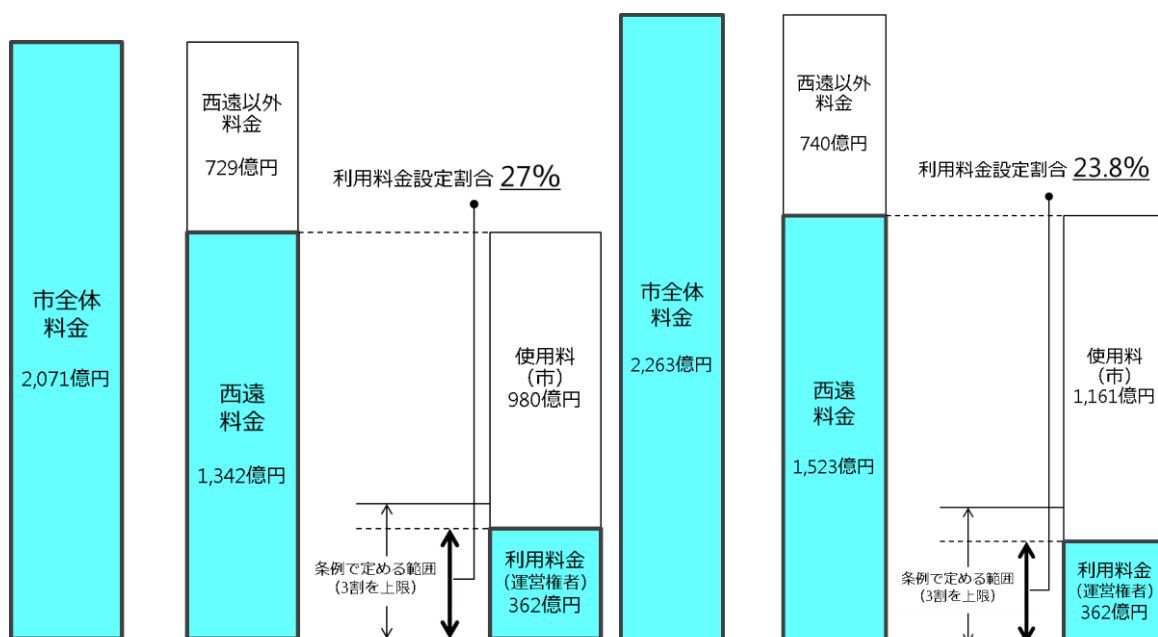 市全体
料金
2,071億円
西遠以外
料金
729億円
西遠
料金
1,342億円
利用料金設定割合 27%
使用料
(市)
980億円
条例で定める範囲
(3割を上限)
利用料金
(運営権者)
362億円
市全体
料金
2,263億円
西遠以外
料金
740億円
西遠
料金
1,523億円
利用料金設定割合 23.8%
使用料
(市)
1,161億円
条例で定める範囲
(3割を上限)
利用料金
(運営権者)
362億円